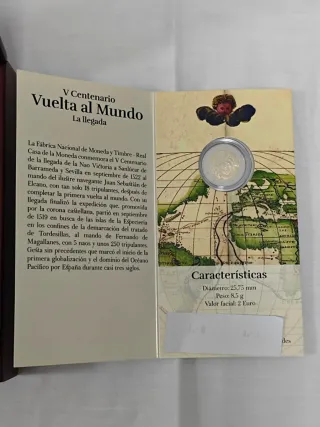 V Centenario
Vuelta al Mundo
La llegada
La Fábrica Nacional de Moneda y Timbre - Real
Casa de la Moneda conmemora el V Centenario
de la llegada de la Nao Victoria a Sanlúcar de
Barrameda y Sevilla en septiembre de 1522 al
mando del ilustre navegante Juan Sebastián de
Elcano, con tan solo 18 tripulantes, después de
completar la primera vuelta al mundo. Con su
llegada finalizó la expedición que, promovida
por la corona castellana, partió en septiembre
de 1519 en busca de las islas de la Especiería
en los confines de la demarcación del tratado
de Tordesillas, al mando de Fernando de
Magallanes, con 5 naos y unos 250 tripulantes.
Gesta sin precedentes que marcó el inicio de la
primera globalización y el dominio del Océano
Pacífico por España durante casi tres siglos.
Características
Diámetro: 25,75 mm
Peso: 8,5 g
Valor facial: 2 Euro
des